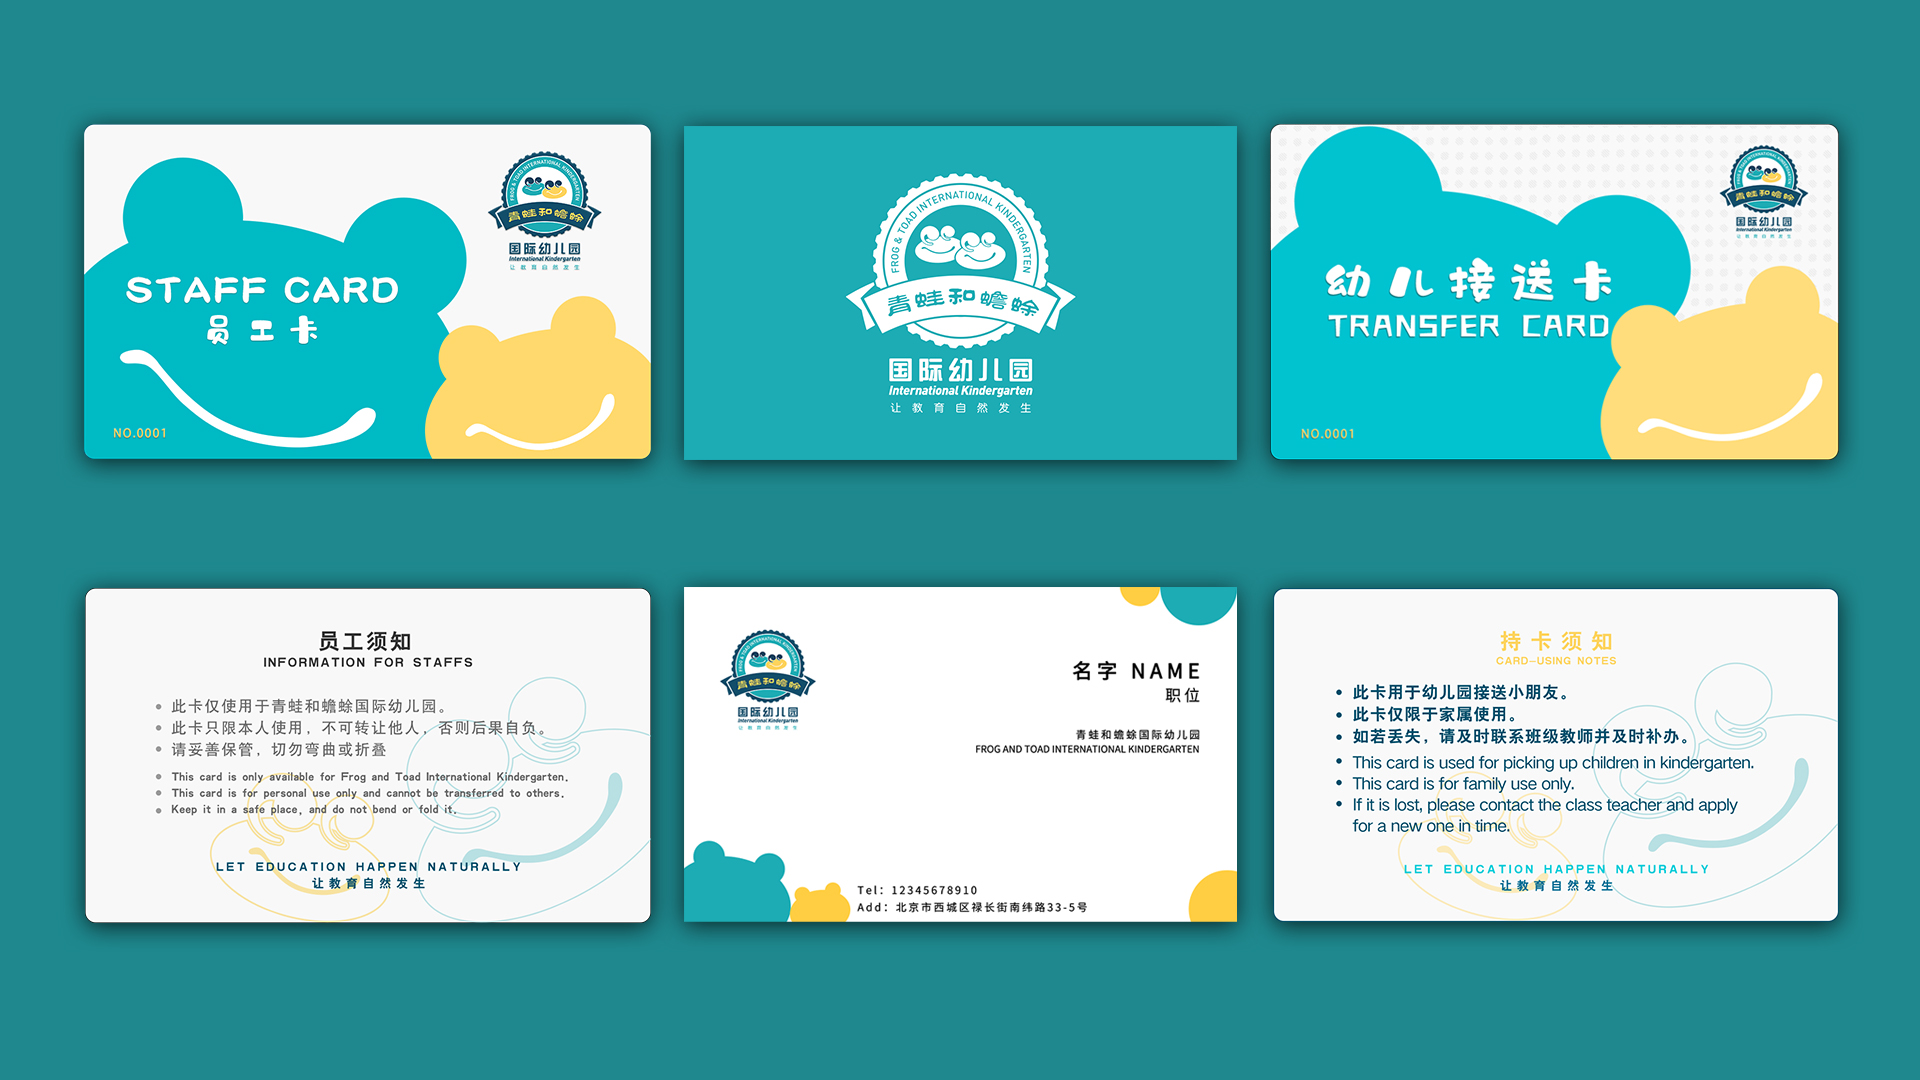 STAFF CARD
员工卡
NO.0001
FROG & TOAD INTERNATIONAL KINDERGARTEN
青蛙和蟾蜍
国际幼儿园
International Kindergarten
让教育自然发生
FROG & TOAD INTERNATIONAL KINDERGARTEN
青蛙和蟾蜍
国际幼儿园
International Kindergarten
让教育自然发生
幼儿接送卡
TRANSFER CARD
NO.0001
FROG & TOAD INTERNATIONAL KINDERGARTEN
青蛙和蟾蜍
国际幼儿园
International Kindergarten
让教育自然发生
员工须知
INFORMATION FOR STAFFS
此卡仅使用于青蛙和蟾蜍国际幼儿园。
此卡只限本人使用，不可转让他人，否则后果自负。
请妥善保管，切勿弯曲或折叠
This card is only available for Frog and Toad International Kindergarten.
This card is for personal use only and cannot be transferred to others.
Keep it in a safe place, and do not bend or fold it.
LET EDUCATION HAPPEN NATURALLY
让教育自然发生
FROG & TOAD INTERNATIONAL KINDERGARTEN
青蛙和蟾蜍
国际幼儿园
International Kindergarten
让教育自然发生
名字 NAME
职位
青蛙和蟾蜍国际幼儿园
FROG AND TOAD INTERNATIONAL KINDERGARTEN
Tel: 12345678910
Add: 北京市西城区禄长街南纬路33-5号
持卡须知
CARD-USING NOTES
此卡用于幼儿园接送小朋友。
此卡仅限于家属使用。
如若丢失，请及时联系班级教师并及时补办。
This card is used for picking up children in kindergarten.
This card is for family use only.
If it is lost, please contact the class teacher and apply
for a new one in time.
LET EDUCATION HAPPEN NATURALLY
让教育自然发生